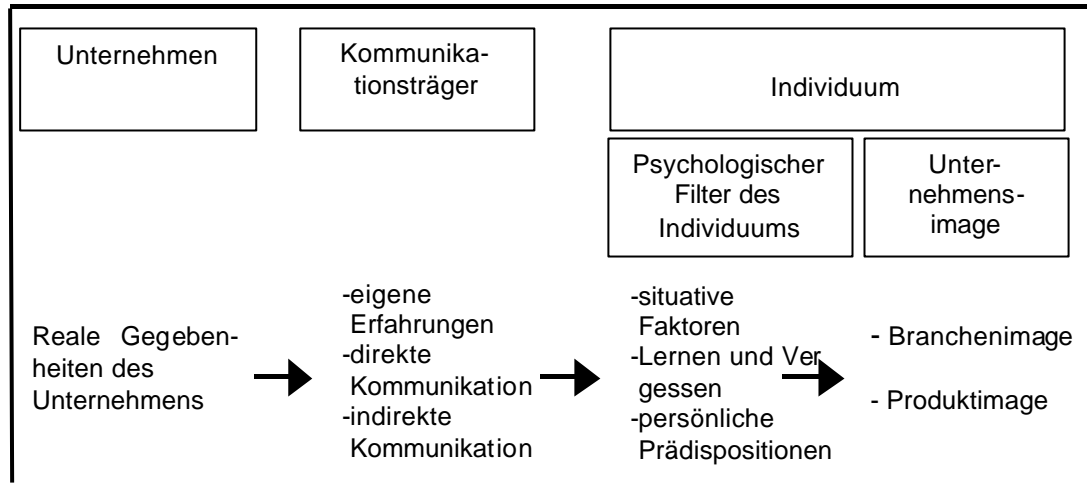 Unternehmen
Kommunika-
tionsträger
Individuum
Psychologischer
Filter des
Individuums
Unter-
nehmens-
image
Reale Gegeben-
heiten des
Unternehmens
-eigene
Erfahrungen
-direkte
Kommunikation
-indirekte
Kommunikation
-situative
Faktoren
-Lernen und Ver
gessen
-persönliche
Prädispositionen
- Branchenimage
- Produktimage